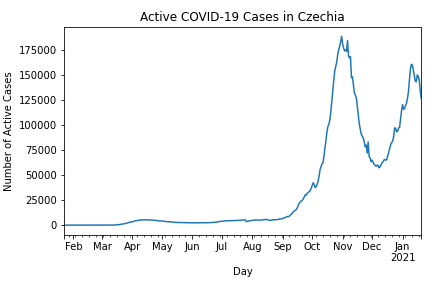 Active COVID-19 Cases in Czechia
Number of Active Cases
175000
150000
125000
100000
75000
50000
25000
0
Feb Mar Apr May Jun Jul Aug Sep Oct Nov Dec Jan
2021
Day